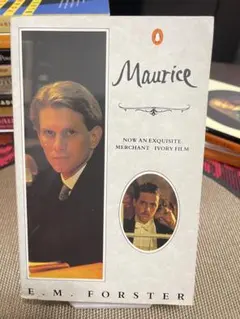 Maurice
NOW AN EXQUISITE
MERCHANT IVORY FILM
E. M. FORSTER